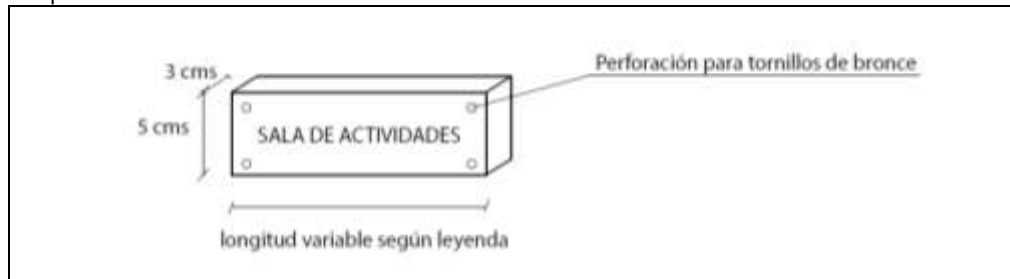 3 cms
Perforación para tornillos de bronce
5 cms
SALA DE ACTIVIDADES
longitud variable según leyenda